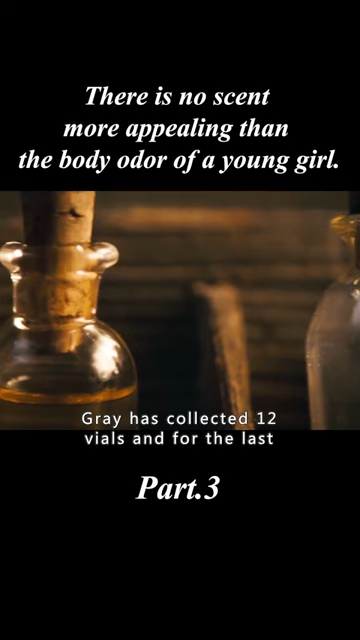 There is no scent
more appealing than
the body odor of a young girl.
Gray has collected 12
vials and for the last
Part.3